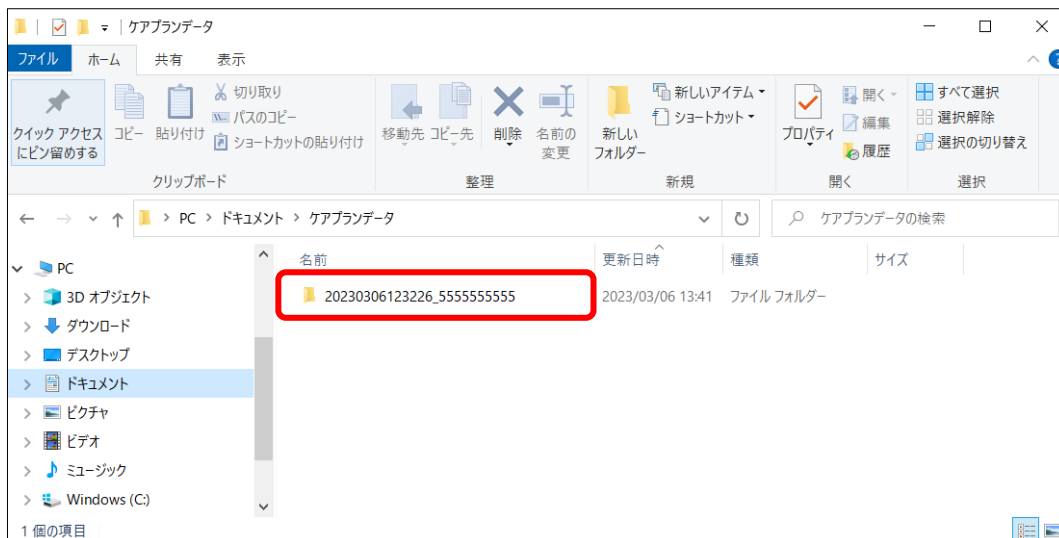 ケアプランデータ
ファイル ホーム 共有 表示
クイック アクセス
にピン留めする
コピー
貼り付け
切り取り
パスのコピー
ショートカットの貼り付け
クリップボード
移動先
コピー先
削除
名前の
変更
整理
新しい
フォルダー
新しいアイテム
ショートカット
新規
プロパティ
開く
編集
履歴
開く
すべて選択
選択解除
選択の切り替え
選択
PC > ドキュメント > ケアプランデータ
ケアプランデータの検索
名前 更新日時 種類 サイズ
20230306123226_5555555555 2023/03/06 13:41 ファイル フォルダー
PC
3D オブジェクト
ダウンロード
デスクトップ
ドキュメント
ピクチャ
ビデオ
ミュージック
Windows (C:)
1 個の項目